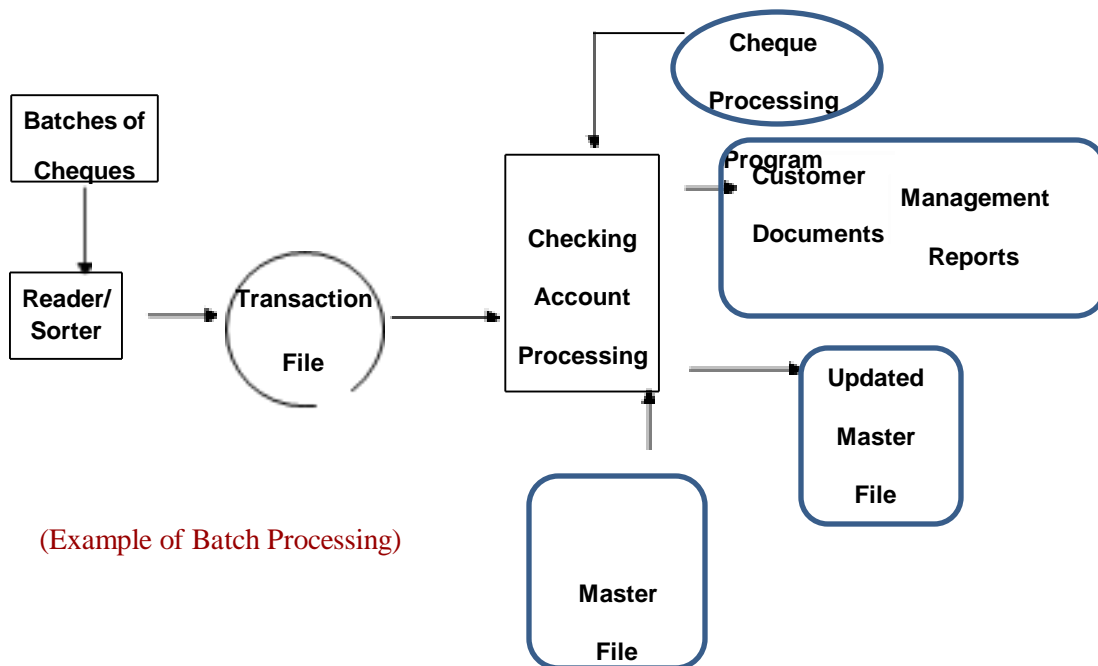 Cheque
Processing
Program
Batches of
Cheques
Reader/
Sorter
Transaction
File
Checking
Account
Processing
Customer
Documents
Management
Reports
Updated
Master
File
Master
File
(Example of Batch Processing)